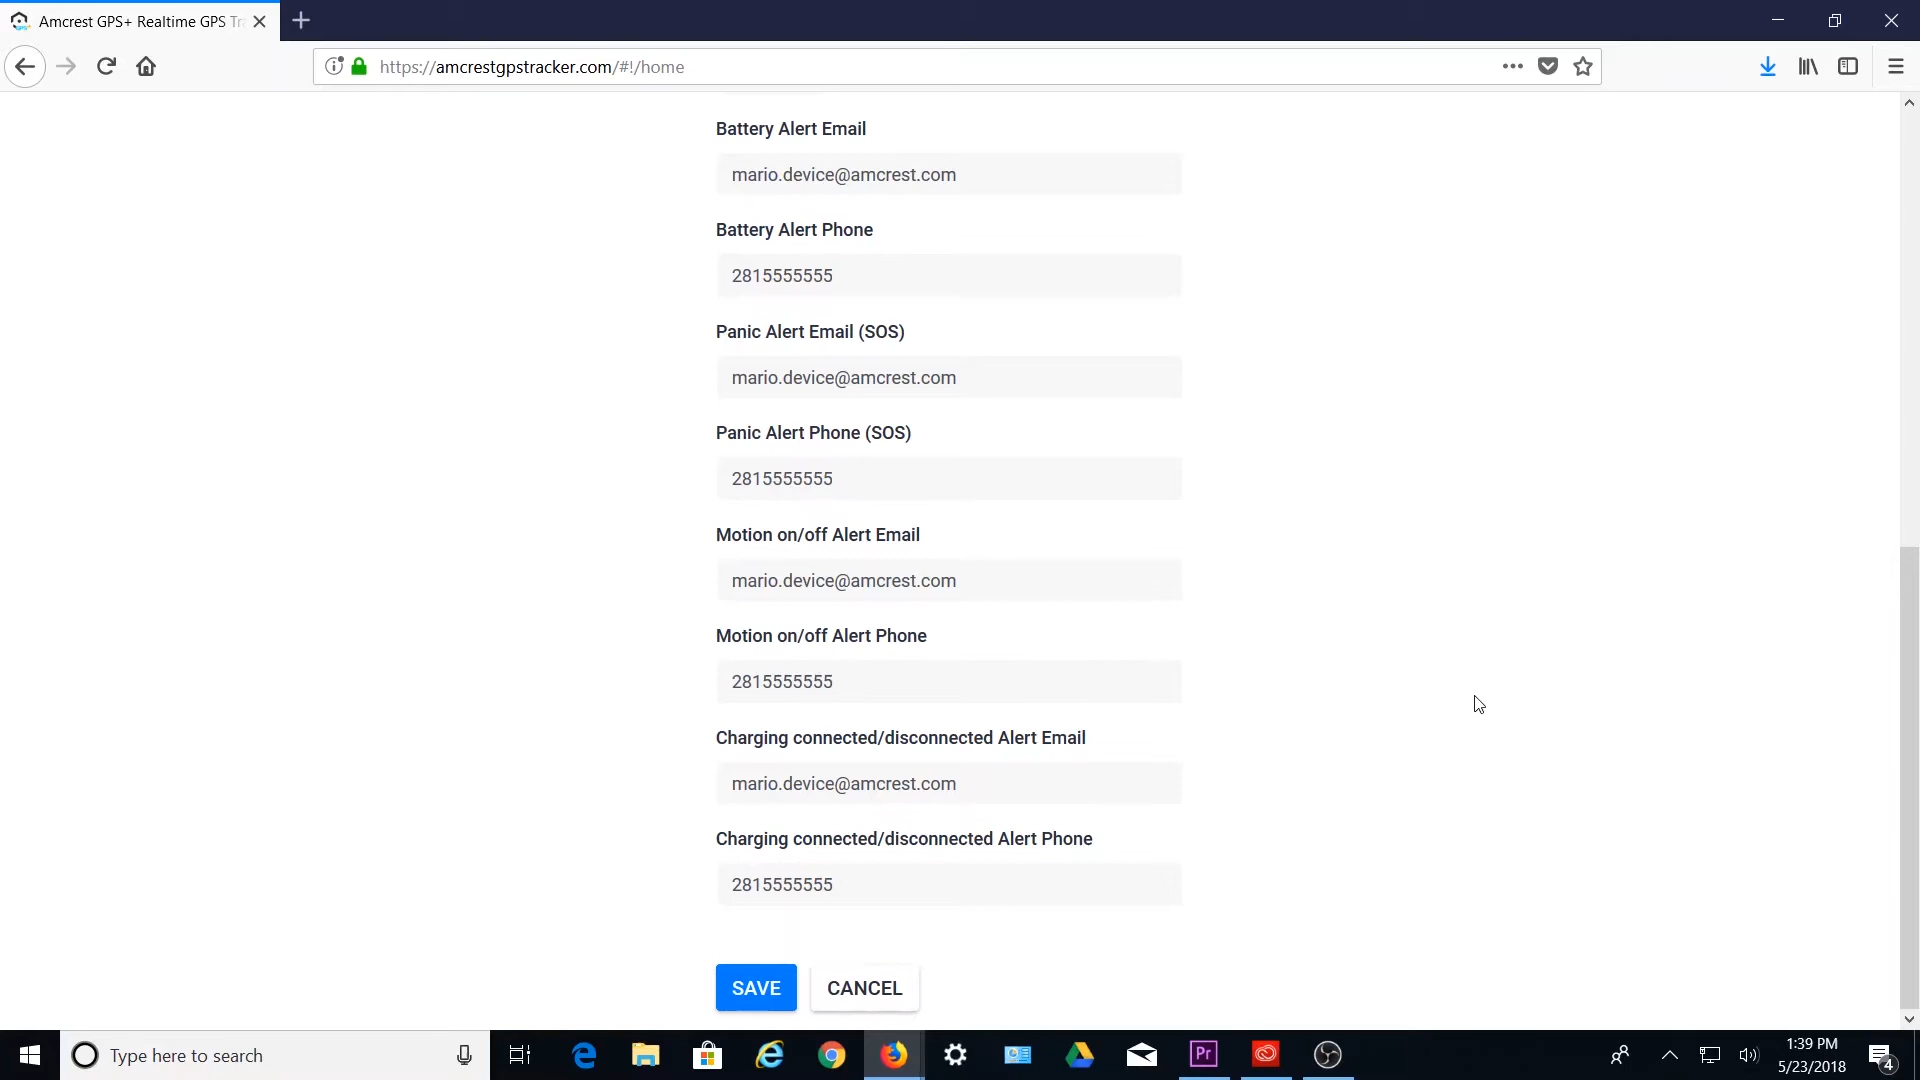 Amcrest GPS+ Realtime GPS Tr
https://amcrestgpstracker.com/#!/home
Battery Alert Email
mario.device@amcrest.com
Battery Alert Phone
2815555555
Panic Alert Email (SOS)
mario.device@amcrest.com
Panic Alert Phone (SOS)
2815555555
Motion on/off Alert Email
mario.device@amcrest.com
Motion on/off Alert Phone
2815555555
Charging connected/disconnected Alert Email
mario.device@amcrest.com
Charging connected/disconnected Alert Phone
2815555555
SAVE CANCEL
Type here to search
Pr
1:39 PM
5/23/2018
4